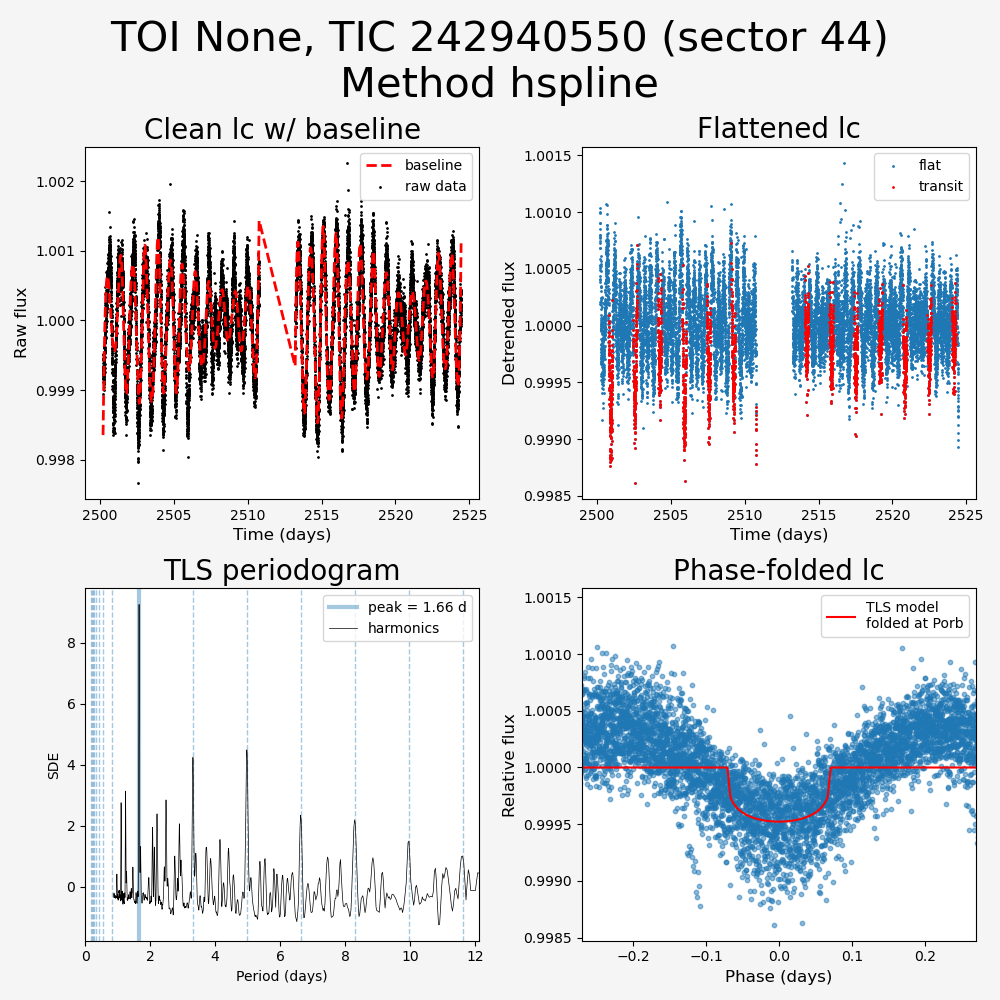 TOI None, TIC 242940550 (sector 44)
Method hspline
Clean lc w/ baseline
baseline
raw data
1.002
1.001
1.000
0.999
0.998
Raw flux
2500
2505
2510
2515
2520
2525
Time (days)
Flattened lc
flat
transit
1.0015
1.0010
1.0005
1.0000
0.9995
0.9990
0.9985
Detrended flux
2500
2505
2510
2515
2520
2525
Time (days)
TLS periodogram
peak = 1.66 d
harmonics
8
6
4
2
0
SDE
0
2
4
6
8
10
12
Period (days)
Phase-folded lc
TLS model
folded at Porb
1.0015
1.0010
1.0005
1.0000
0.9995
0.9990
0.9985
Relative flux
−0.2
−0.1
0.0
0.1
0.2
Phase (days)